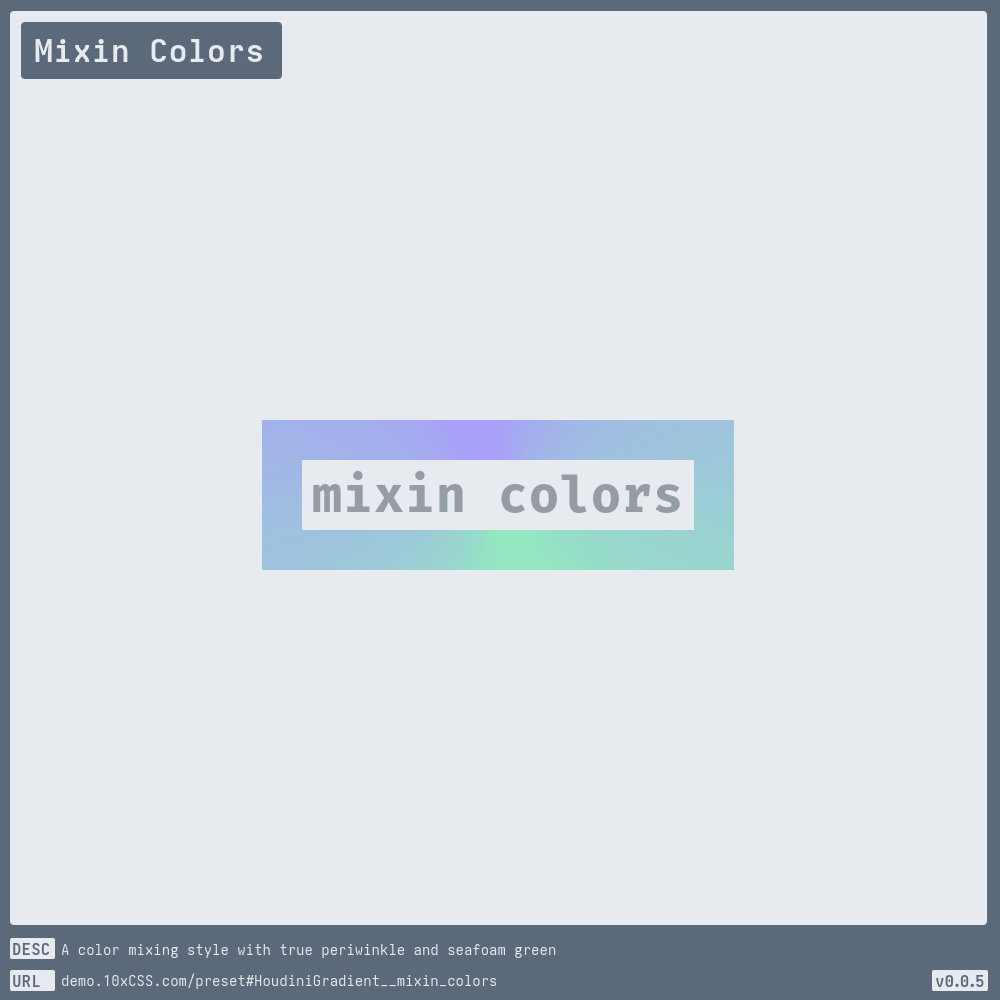 Mixin Colors
mixin colors
DESC A color mixing style with true periwinkle and seafoam green
URL demo.10xCSS.com/preset#HoudiniGradient__mixin_colors v0.0.5